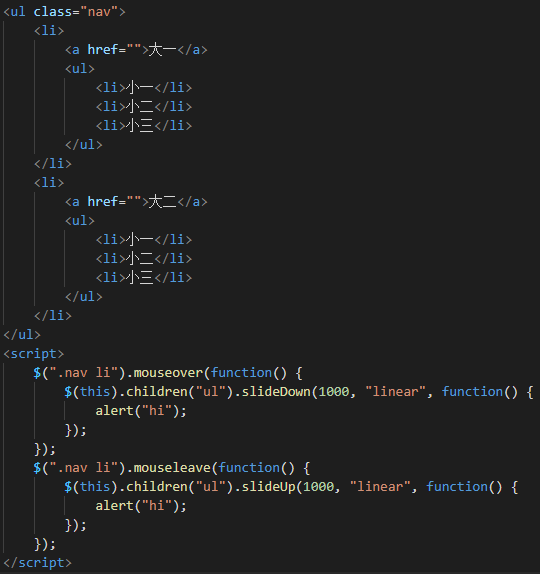 <ul class="nav">
    <li>
        <a href="">大一</a>
        <ul>
            <li>小一</li>
            <li>小二</li>
            <li>小三</li>
        </ul>
    </li>
    <li>
        <a href="">大二</a>
        <ul>
            <li>小一</li>
            <li>小二</li>
            <li>小三</li>
        </ul>
    </li>
</ul>
<script>
    $(".nav li").mouseover(function() {
        $(this).children("ul").slideDown(1000, "linear", function() {
            alert("hi");
        });
    });
    $(".nav li").mouseleave(function() {
        $(this).children("ul").slideUp(1000, "linear", function() {
            alert("hi");
        });
    });
</script>